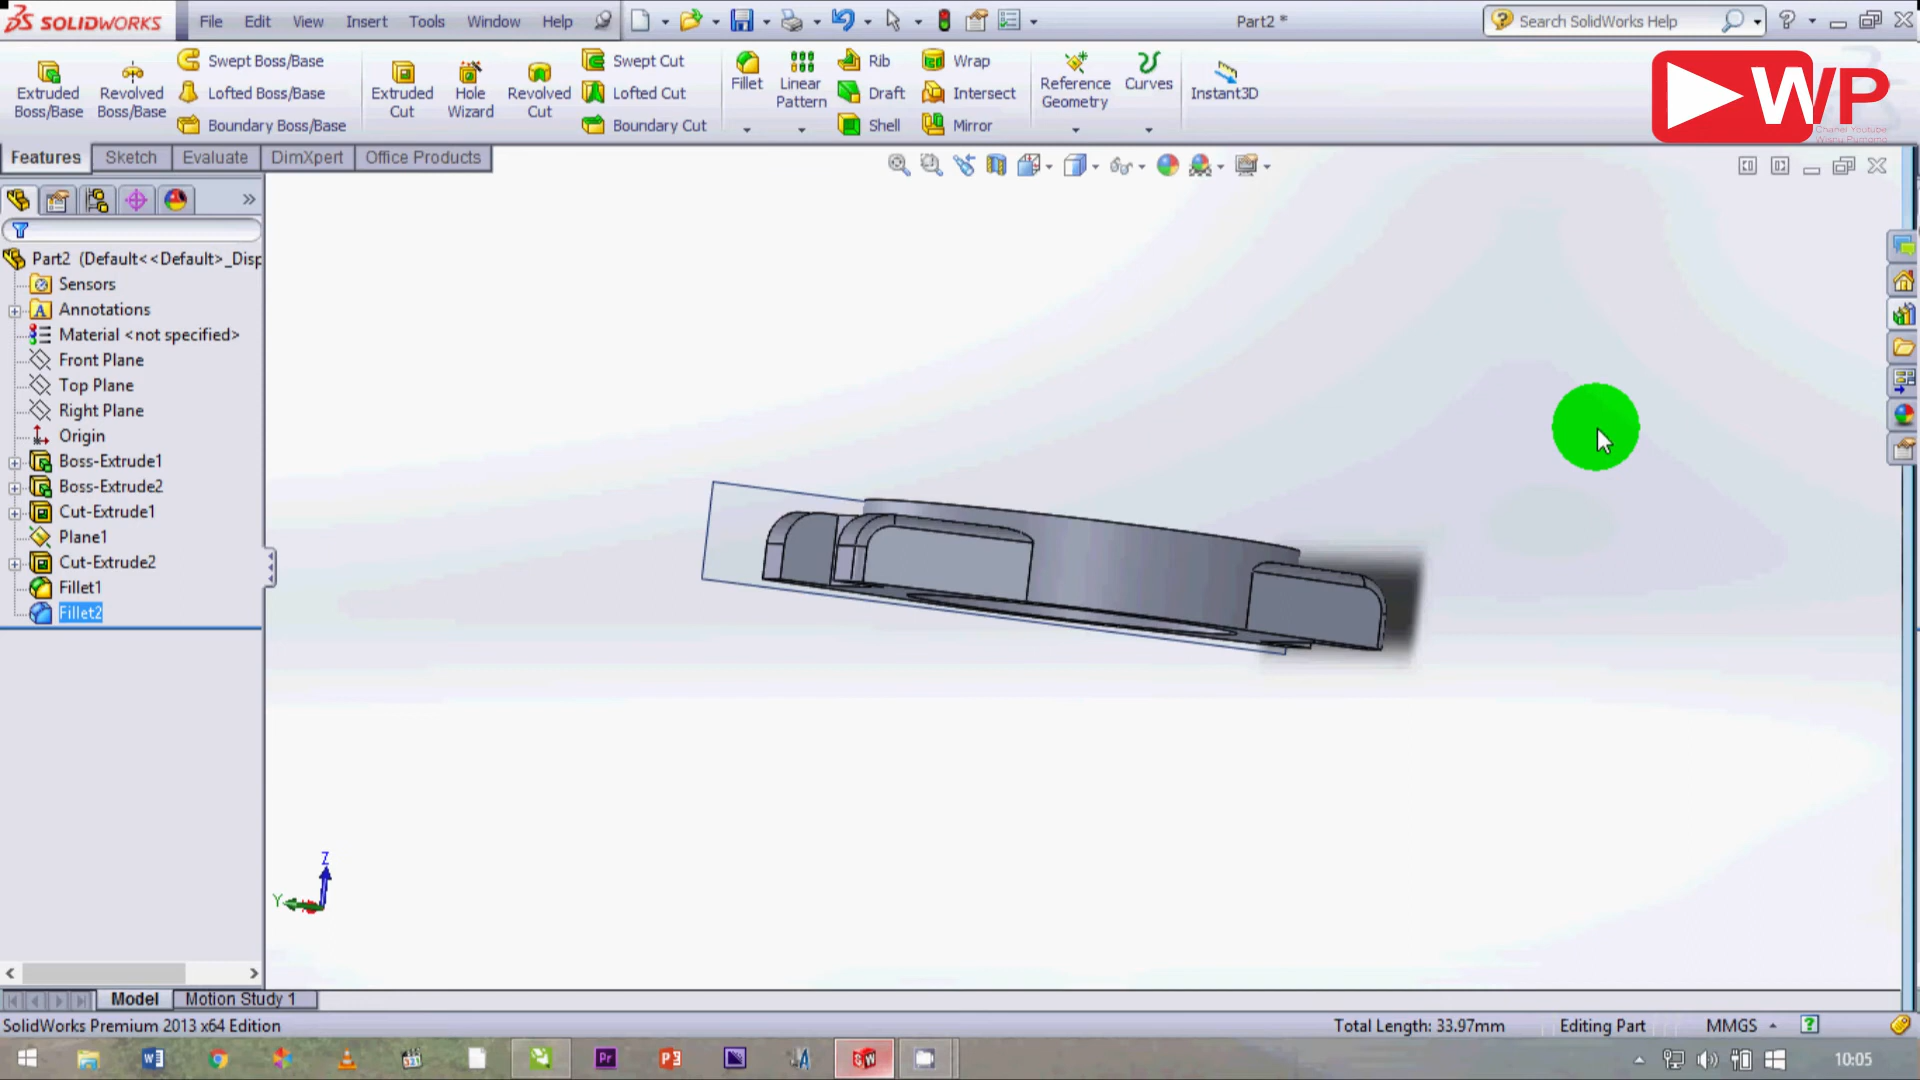 SOLIDWORKS
File Edit View Insert Tools Window Help
Part2 *
Search SolidWorks Help
Extruded Boss/Base
Revolved Boss/Base
Swept Boss/Base
Lofted Boss/Base
Boundary Boss/Base
Extruded Cut
Hole Wizard
Revolved Cut
Swept Cut
Lofted Cut
Boundary Cut
Fillet
Linear Pattern
Rib
Draft
Shell
Wrap
Intersect
Mirror
Reference Geometry
Curves
Instant3D
WP
Chanel Youtube
Wisnu Purnomo
Features Sketch Evaluate DimXpert Office Products
Part2 (Default<<Default>_Disp
Sensors
Annotations
Material <not specified>
Front Plane
Top Plane
Right Plane
Origin
Boss-Extrude1
Boss-Extrude2
Cut-Extrude1
Plane1
Cut-Extrude2
Fillet1
Fillet2
Z
Y
Model Motion Study 1
SolidWorks Premium 2013 x64 Edition
Total Length: 33.97mm Editing Part MMGS
10:05